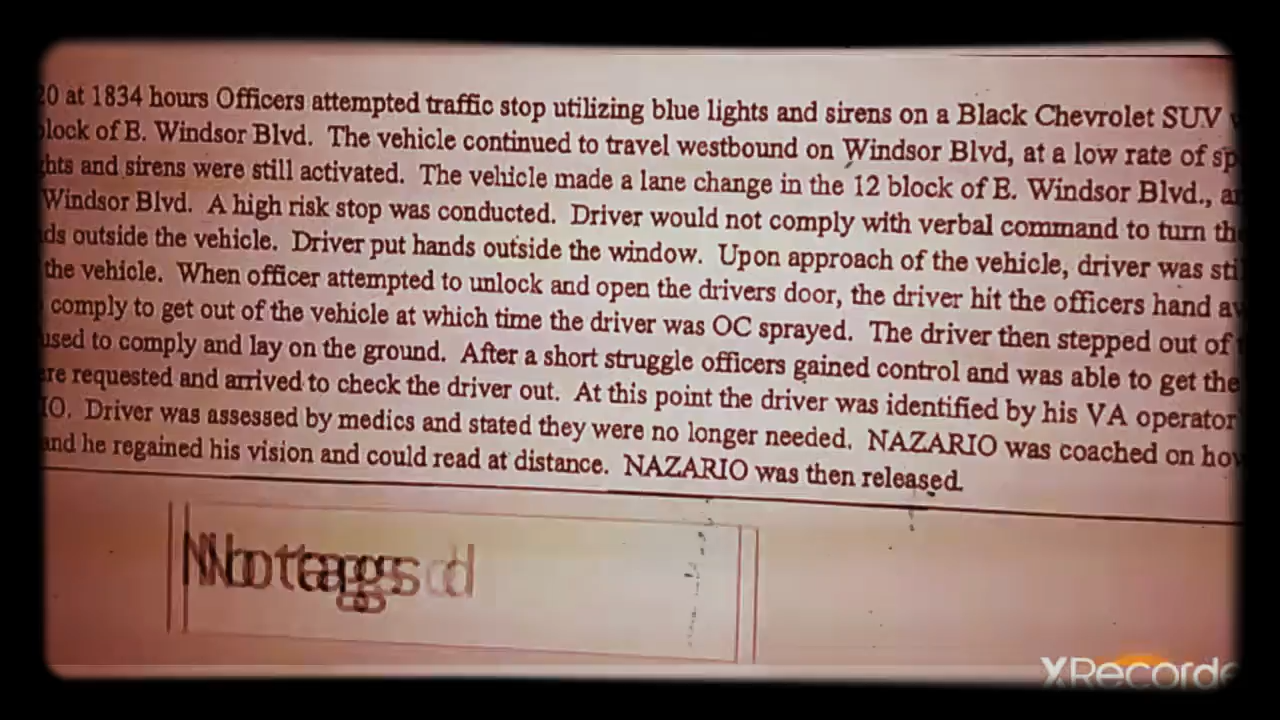 20 at 1834 hours Officers attempted traffic stop utilizing blue lights and sirens on a Black Chevrolet SUV
block of E. Windsor Blvd. The vehicle continued to travel westbound on Windsor Blvd, at a low rate of sp
hts and sirens were still activated. The vehicle made a lane change in the 12 block of E. Windsor Blvd., an
Windsor Blvd. A high risk stop was conducted. Driver would not comply with verbal command to turn th
ds outside the vehicle. Driver put hands outside the window. Upon approach of the vehicle, driver was sti
the vehicle. When officer attempted to unlock and open the drivers door, the driver hit the officers hand aw
comply to get out of the vehicle at which time the driver was OC sprayed. The driver then stepped out of
used to comply and lay on the ground. After a short struggle officers gained control and was able to get the
ere requested and arrived to check the driver out. At this point the driver was identified by his VA operator
IO. Driver was assessed by medics and stated they were no longer needed. NAZARIO was coached on how
and he regained his vision and could read at distance. NAZARIO was then released.
XRecorde